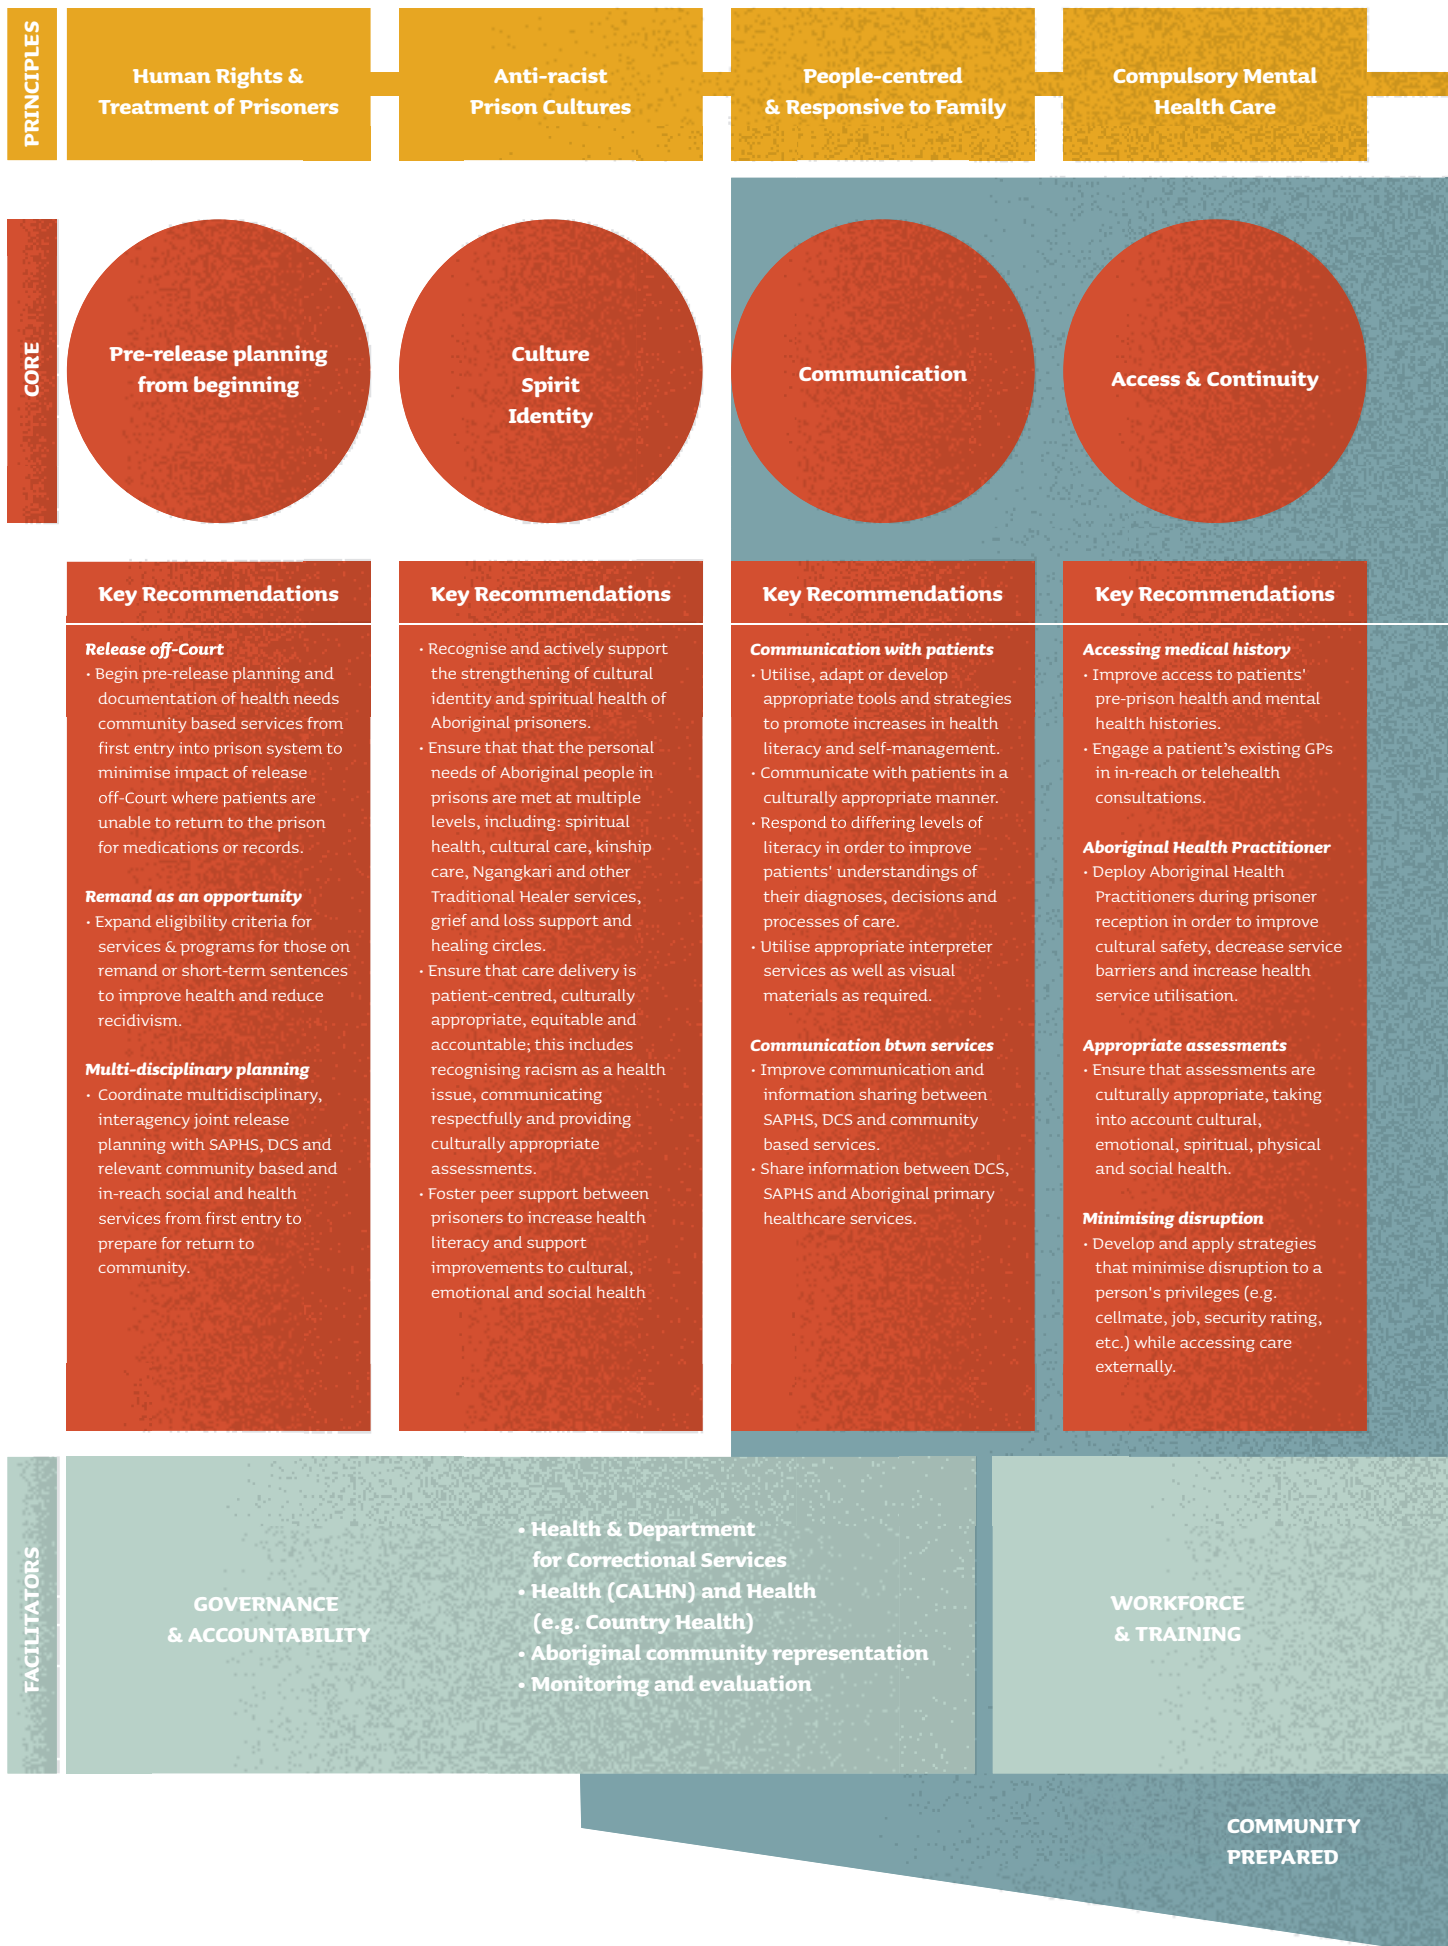 PRINCIPLES
Human Rights &
Treatment of Prisoners
Anti-racist
Prison Cultures
People-centred
& Responsive to Family
Compulsory Mental
Health Care
CORE
Pre-release planning
from beginning
Culture
Spirit
Identity
Communication
Access & Continuity
Key Recommendations
Release off-Court
• Begin pre-release planning and
documentation of health needs
community based services from
first entry into prison system to
minimise impact of release
off-Court where patients are
unable to return to the prison
for medications or records.
Remand as an opportunity
• Expand eligibility criteria for
services & programs for those on
remand or short-term sentences
to improve health and reduce
recidivism.
Multi-disciplinary planning
• Coordinate multidisciplinary,
interagency joint release
planning with SAPHS, DCS and
relevant community based and
in-reach social and health
services from first entry to
prepare for return to
community.
Key Recommendations
• Recognise and actively support
the strengthening of cultural
identity and spiritual health of
Aboriginal prisoners.
• Ensure that that the personal
needs of Aboriginal people in
prisons are met at multiple
levels, including: spiritual
health, cultural care, kinship
care, Ngangkari and other
Traditional Healer services,
grief and loss support and
healing circles.
• Ensure that care delivery is
patient-centred, culturally
appropriate, equitable and
accountable; this includes
recognising racism as a health
issue, communicating
respectfully and providing
culturally appropriate
assessments.
• Foster peer support between
prisoners to increase health
literacy and support
improvements to cultural,
emotional and social health
Key Recommendations
Communication with patients
• Utilise, adapt or develop
appropriate tools and strategies
to promote increases in health
literacy and self-management.
• Communicate with patients in a
culturally appropriate manner.
• Respond to differing levels of
literacy in order to improve
patients' understandings of
their diagnoses, decisions and
processes of care.
• Utilise appropriate interpreter
services as well as visual
materials as required.
Communication btwn services
• Improve communication and
information sharing between
SAPHS, DCS and community
based services.
• Share information between DCS,
SAPHS and Aboriginal primary
healthcare services.
Key Recommendations
Accessing medical history
• Improve access to patients'
pre-prison health and mental
health histories.
• Engage a patient’s existing GPs
in in-reach or telehealth
consultations.
Aboriginal Health Practitioner
• Deploy Aboriginal Health
Practitioners during prisoner
reception in order to improve
cultural safety, decrease service
barriers and increase health
service utilisation.
Appropriate assessments
• Ensure that assessments are
culturally appropriate, taking
into account cultural,
emotional, spiritual, physical
and social health.
Minimising disruption
• Develop and apply strategies
that minimise disruption to a
person's privileges (e.g.
cellmate, job, security rating,
etc.) while accessing care
externally.
FACILITATORS
GOVERNANCE
& ACCOUNTABILITY
• Health & Department
for Correctional Services
• Health (CALHN) and Health
(e.g. Country Health)
• Aboriginal community representation
• Monitoring and evaluation
WORKFORCE
& TRAINING
COMMUNITY
PREPARED